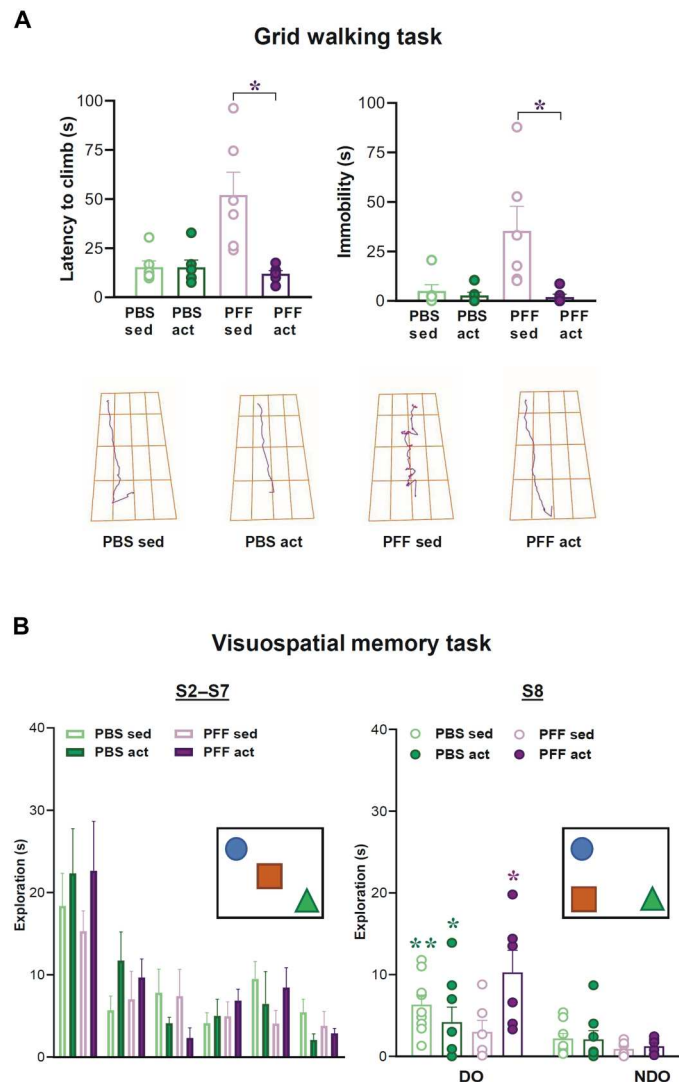 A
Grid walking task
Latency to climb (s)
100
75
50
25
0
*
PBS sed
PBS act
PFF sed
PFF act
Immobility (s)
100
75
50
25
0
*
PBS sed
PBS act
PFF sed
PFF act
PBS sed
PBS act
PFF sed
PFF act
B
Visuospatial memory task
S2–S7
Exploration (s)
40
30
20
10
0
PBS sed
PFF sed
PBS act
PFF act
S8
Exploration (s)
40
30
20
10
0
PBS sed
PFF sed
PBS act
PFF act
**
*
*
DO
NDO